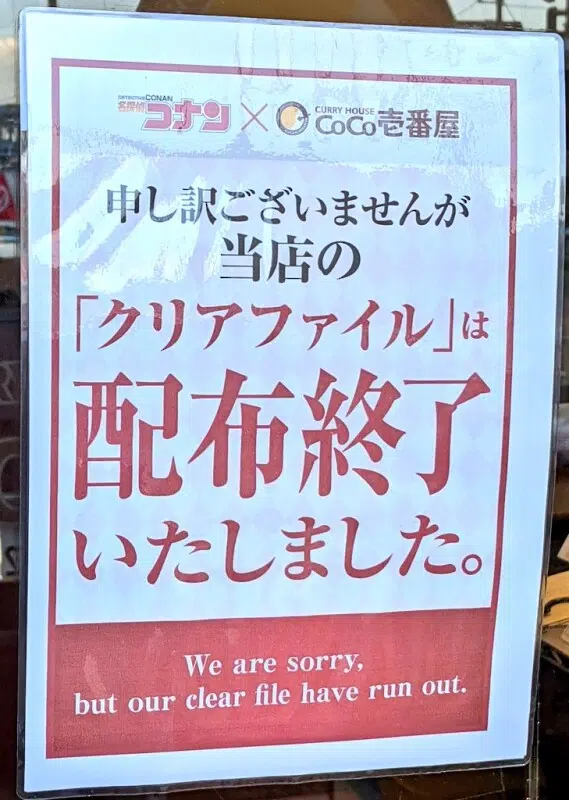 DETECTIVE CONAN
名探偵コナン × CURRY HOUSE CoCo壱番屋
申し訳ございませんが
当店の
「クリアファイル」は
配布終了
いたしました。
We are sorry,
but our clear file have run out.